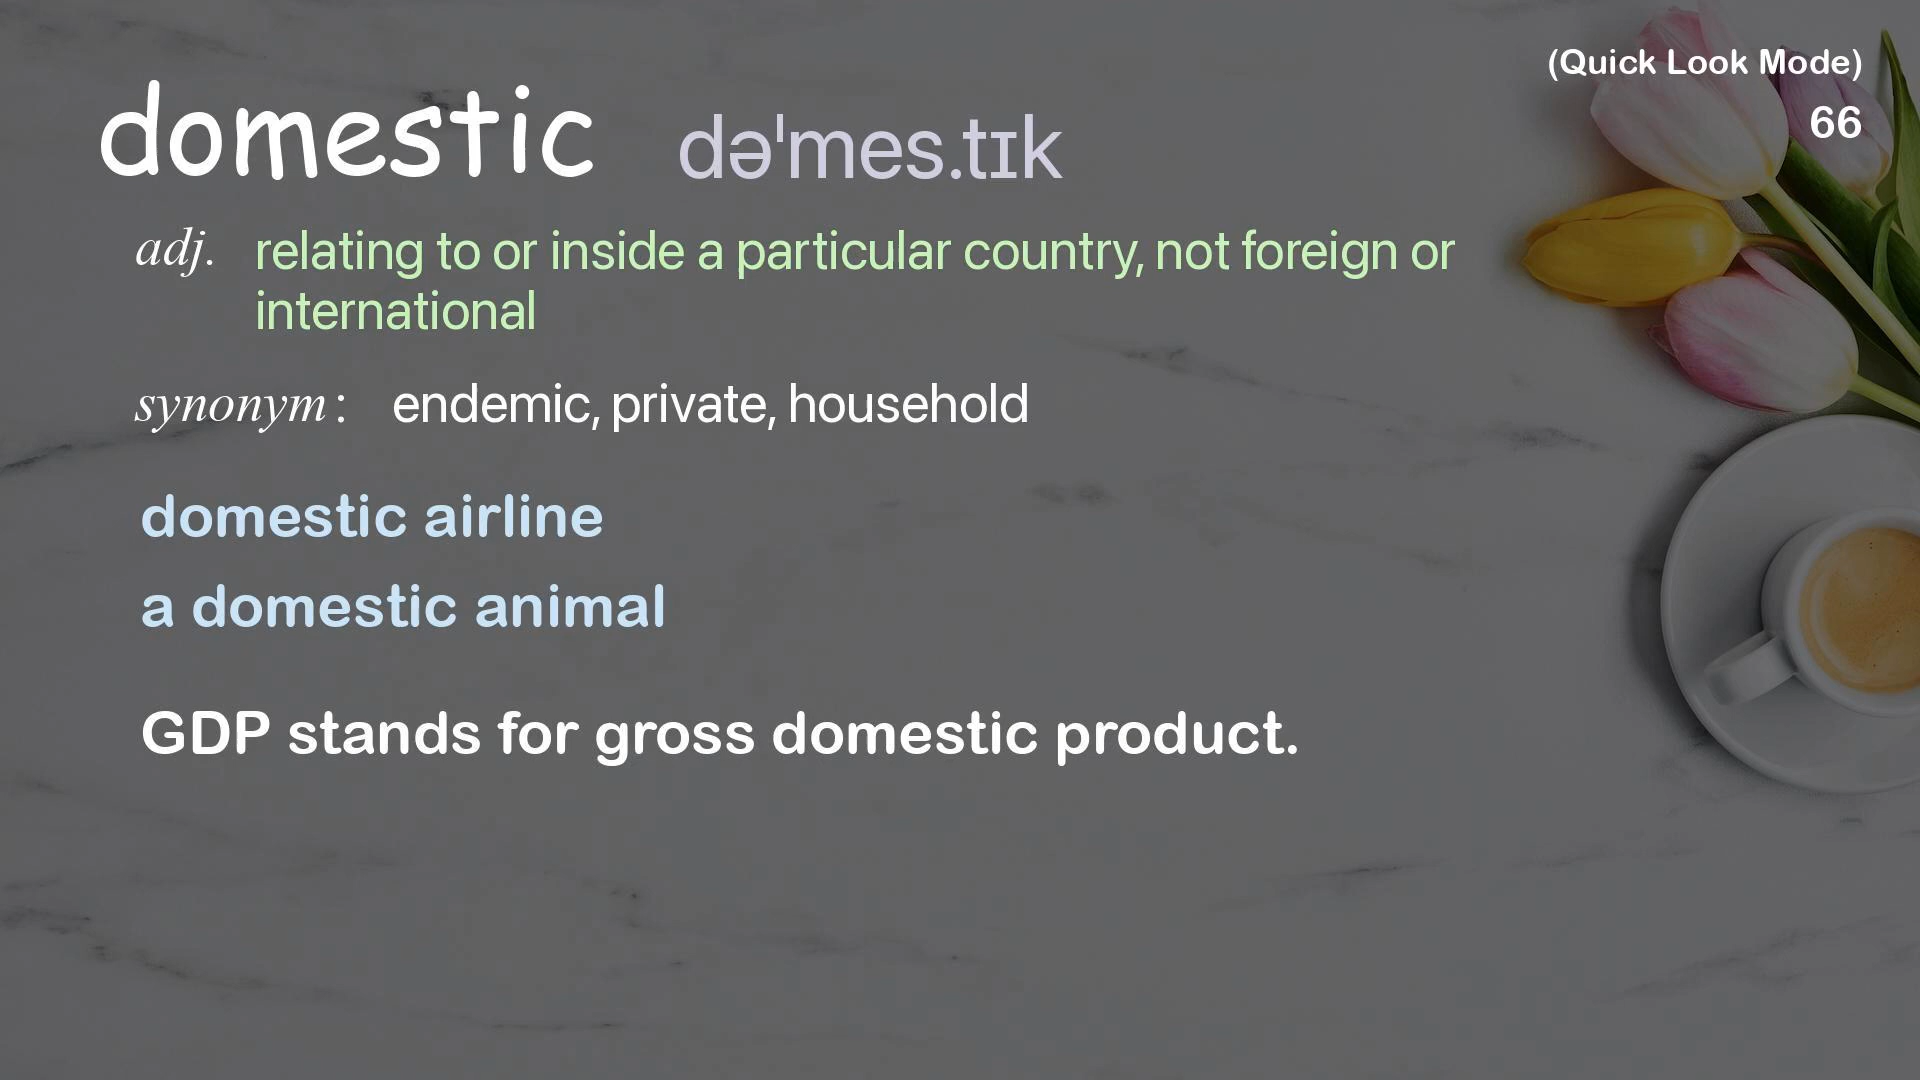 (Quick Look Mode)
66
domestic dəˈmes.tɪk
adj. relating to or inside a particular country, not foreign or
international
synonym: endemic, private, household
domestic airline
a domestic animal
GDP stands for gross domestic product.